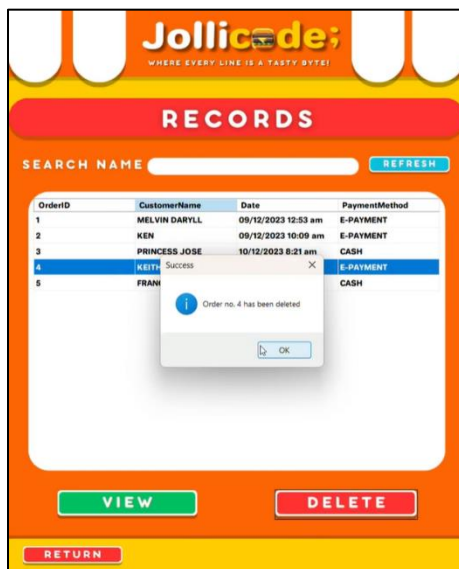 Jollicode;
WHERE EVERY LINE IS A TASTY BYTE!
RECORDS
SEARCH NAME
REFRESH
OrderID CustomerName Date PaymentMethod
1 MELVIN DARYLL 09/12/2023 12:53 am E-PAYMENT
2 KEN 09/12/2023 10:09 am E-PAYMENT
3 PRINCESS JOSE 10/12/2023 8:21 am CASH
4 E-PAYMENT
5 CASH
Success
Order no. 4 has been deleted
OK
VIEW
DELETE
RETURN